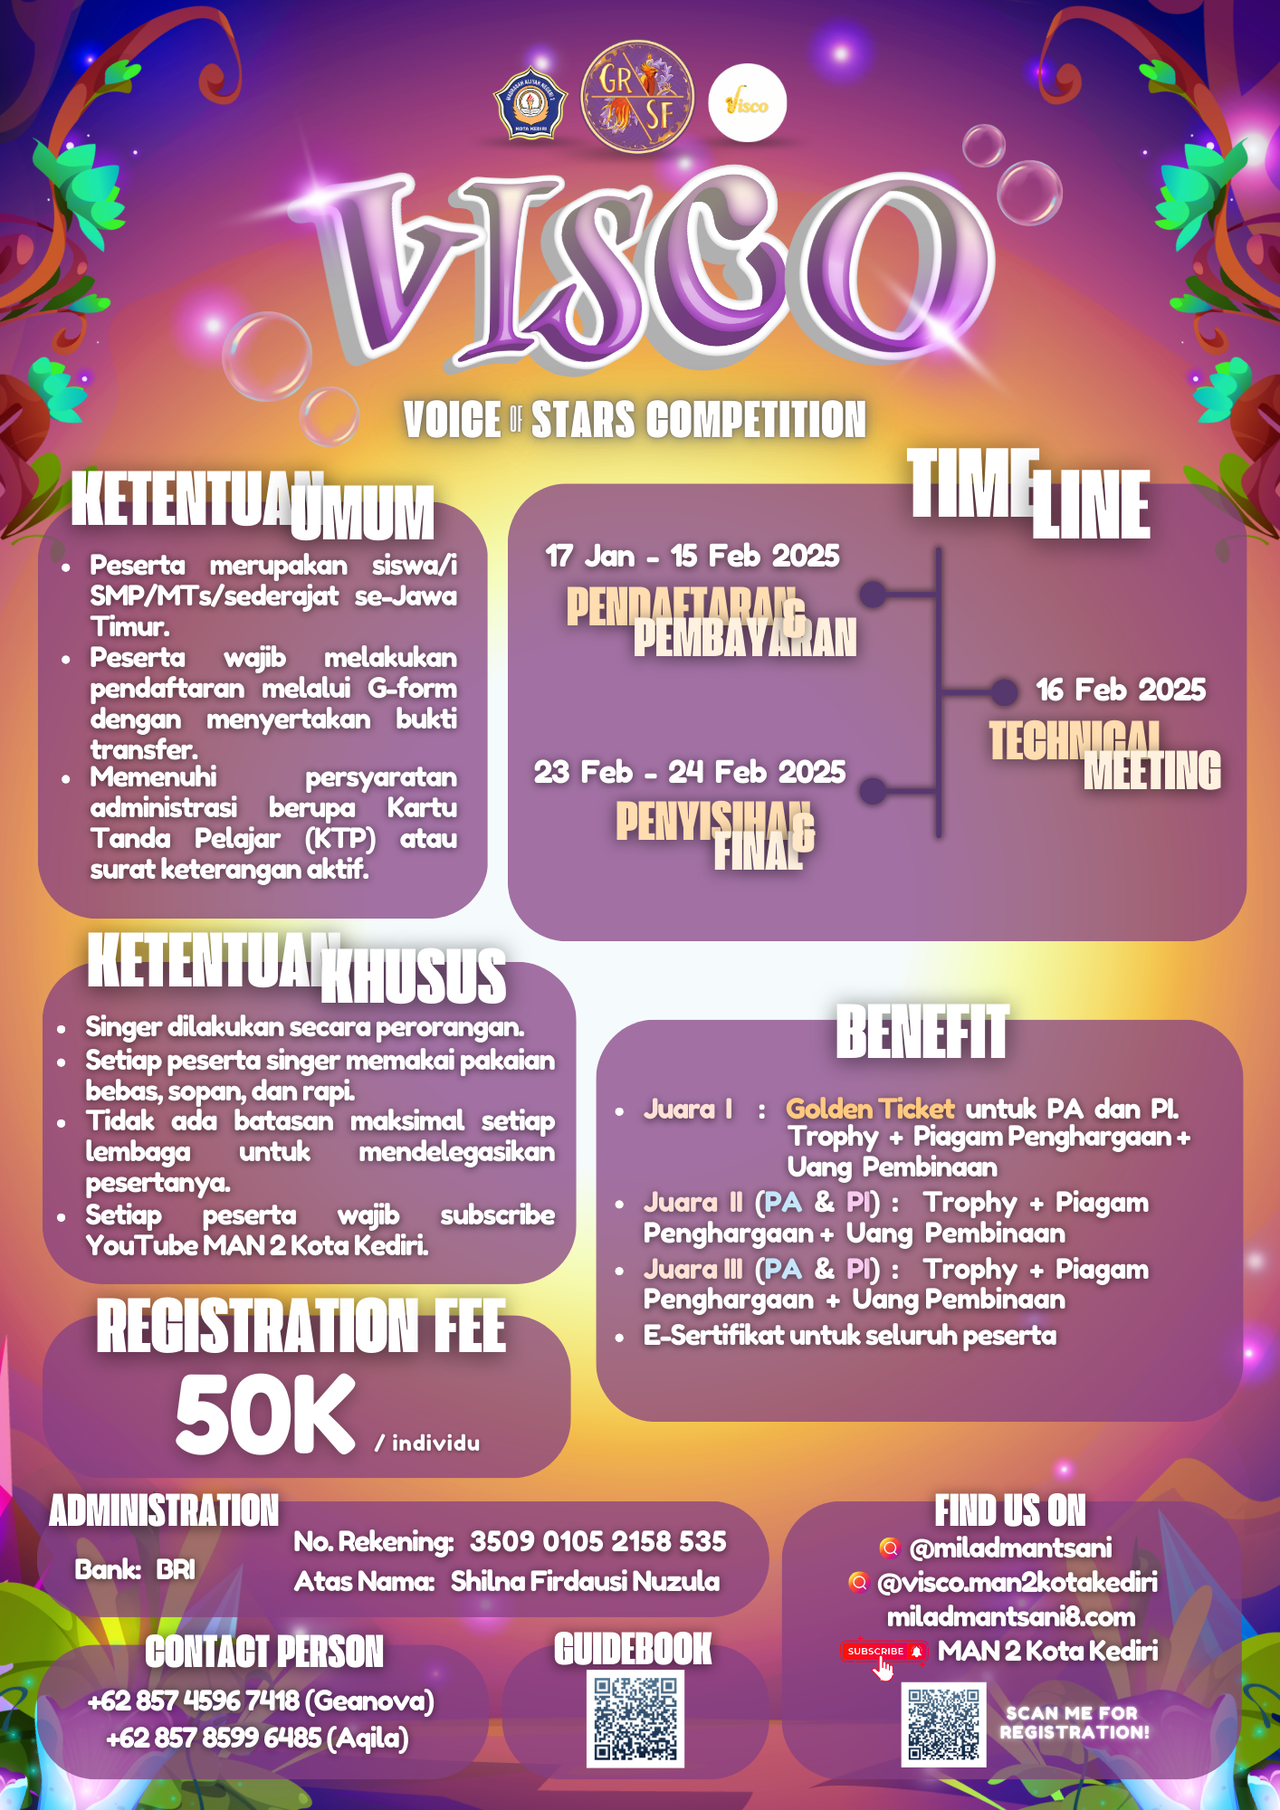 MADRASAH ALIYAH NEGERI 2
KOTA KEDIRI
GR
SF
Visco
VISCO
VOICE OF STARS COMPETITION
KETENTUAN UMUM
• Peserta merupakan siswa/i
SMP/MTs/sederajat se-Jawa
Timur.
• Peserta wajib melakukan
pendaftaran melalui G-form
dengan menyertakan bukti
transfer.
• Memenuhi persyaratan
administrasi berupa Kartu
Tanda Pelajar (KTP) atau
surat keterangan aktif.
TIMELINE
17 Jan - 15 Feb 2025
PENDAFTARAN &
PEMBAYARAN
16 Feb 2025
TECHNICAL
MEETING
23 Feb - 24 Feb 2025
PENYISIHAN &
FINAL
KETENTUAN KHUSUS
• Singer dilakukan secara perorangan.
• Setiap peserta singer memakai pakaian
bebas, sopan, dan rapi.
• Tidak ada batasan maksimal setiap
lembaga untuk mendelegasikan
pesertanya.
• Setiap peserta wajib subscribe
YouTube MAN 2 Kota Kediri.
BENEFIT
• Juara I : Golden Ticket untuk PA dan PI.
Trophy + Piagam Penghargaan +
Uang Pembinaan
• Juara II (PA & PI) : Trophy + Piagam
Penghargaan + Uang Pembinaan
• Juara III (PA & PI) : Trophy + Piagam
Penghargaan + Uang Pembinaan
• E-Sertifikat untuk seluruh peserta
REGISTRATION FEE
50K / individu
ADMINISTRATION
Bank: BRI
No. Rekening: 3509 0105 2158 535
Atas Nama: Shilna Firdausi Nuzula
FIND US ON
@miladmantsani
@visco.man2kotakediri
miladmantsani8.com
SUBSCRIBE MAN 2 Kota Kediri
SCAN ME FOR
REGISTRATION!
CONTACT PERSON
+62 857 4596 7418 (Geanova)
+62 857 8599 6485 (Aqila)
GUIDEBOOK